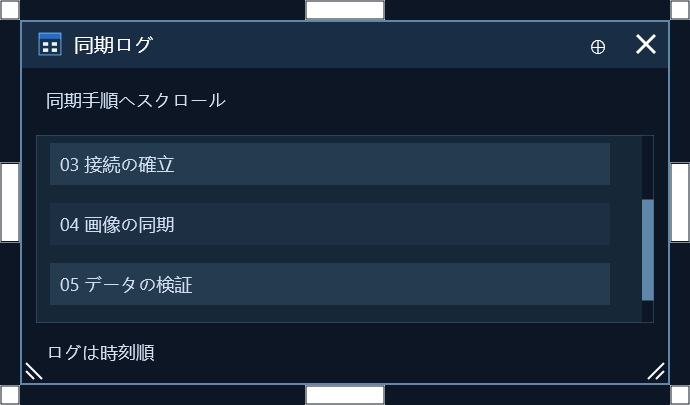 同期ログ
同期手順へスクロール
03 接続の確立
04 画像の同期
05 データの検証
ログは時刻順